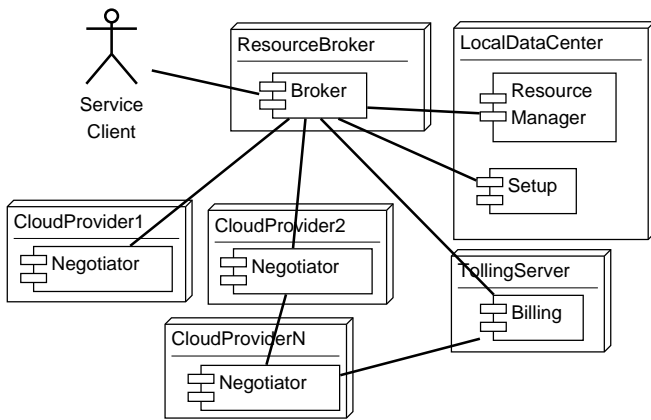 ResourceBroker
Broker
LocalDataCenter
Resource
Manager
Setup
Service
Client
CloudProvider1
Negotiator
CloudProvider2
Negotiator
TollingServer
Billing
CloudProviderN
Negotiator